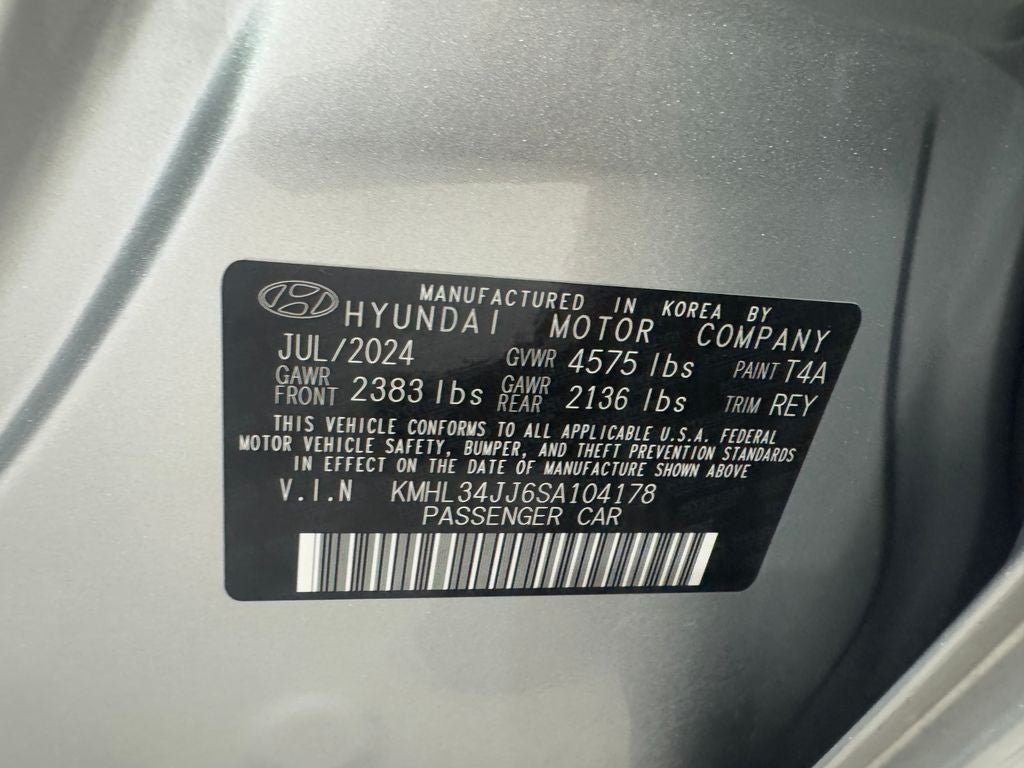 MANUFACTURED IN KOREA BY
HYUNDAI MOTOR COMPANY
JUL/2024 GVWR 4575 lbs PAINT T4A
GAWR FRONT 2383 lbs GAWR REAR 2136 lbs TRIM REY
THIS VEHICLE CONFORMS TO ALL APPLICABLE U.S.A. FEDERAL
MOTOR VEHICLE SAFETY, BUMPER, AND THEFT PREVENTION STANDARDS
IN EFFECT ON THE DATE OF MANUFACTURE SHOWN ABOVE
V.I.N KMHL34JJ6SA104178
PASSENGER CAR